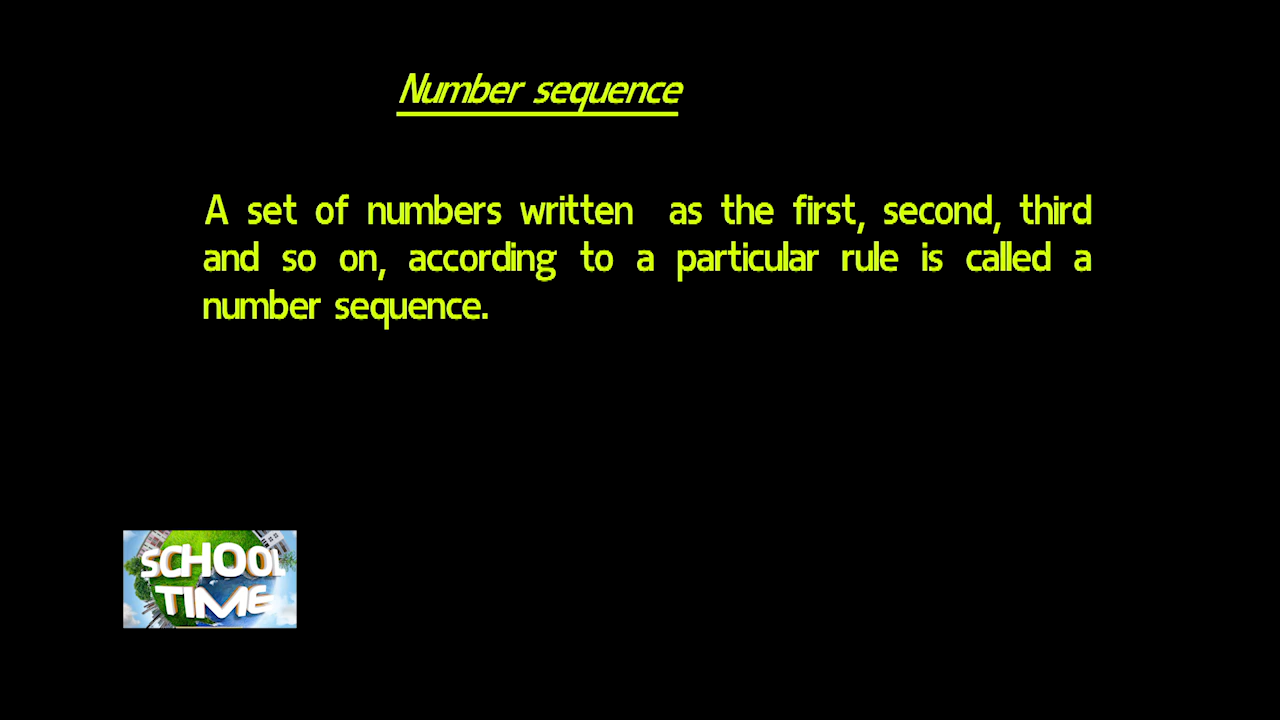 Number sequence
A set of numbers written as the first, second, third
and so on, according to a particular rule is called a
number sequence.
SCHOOL
TIME